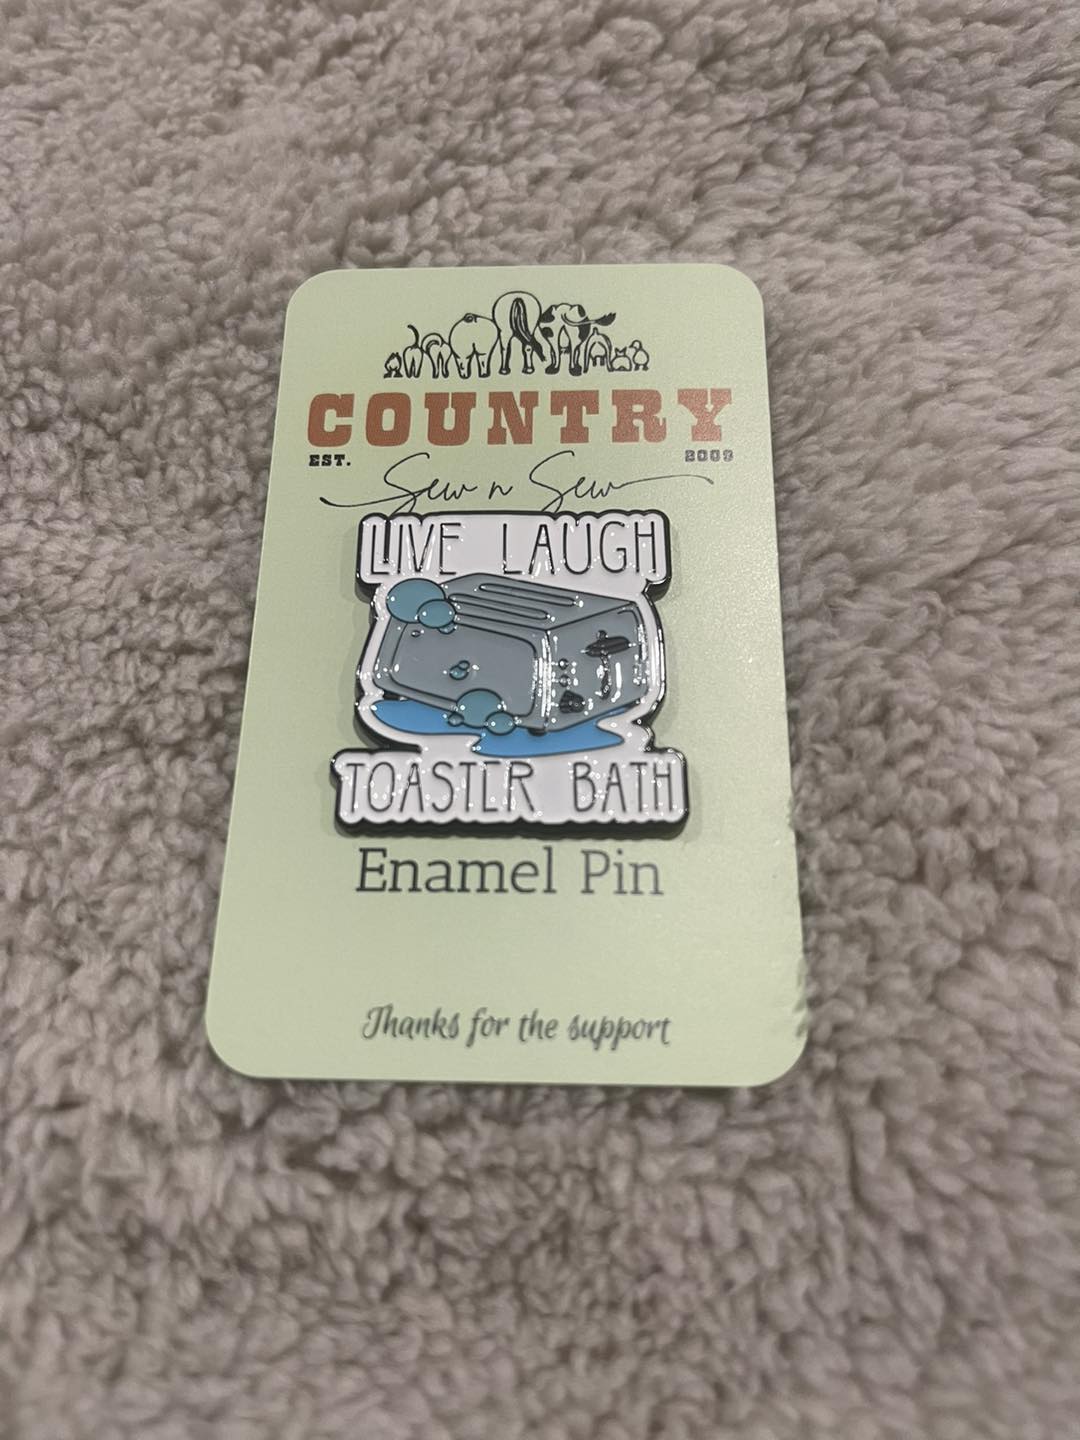 COUNTRY
EST. 2009
Sew n Sew
LIVE LAUGH
TOASTER BATH
Enamel Pin
Thanks for the support